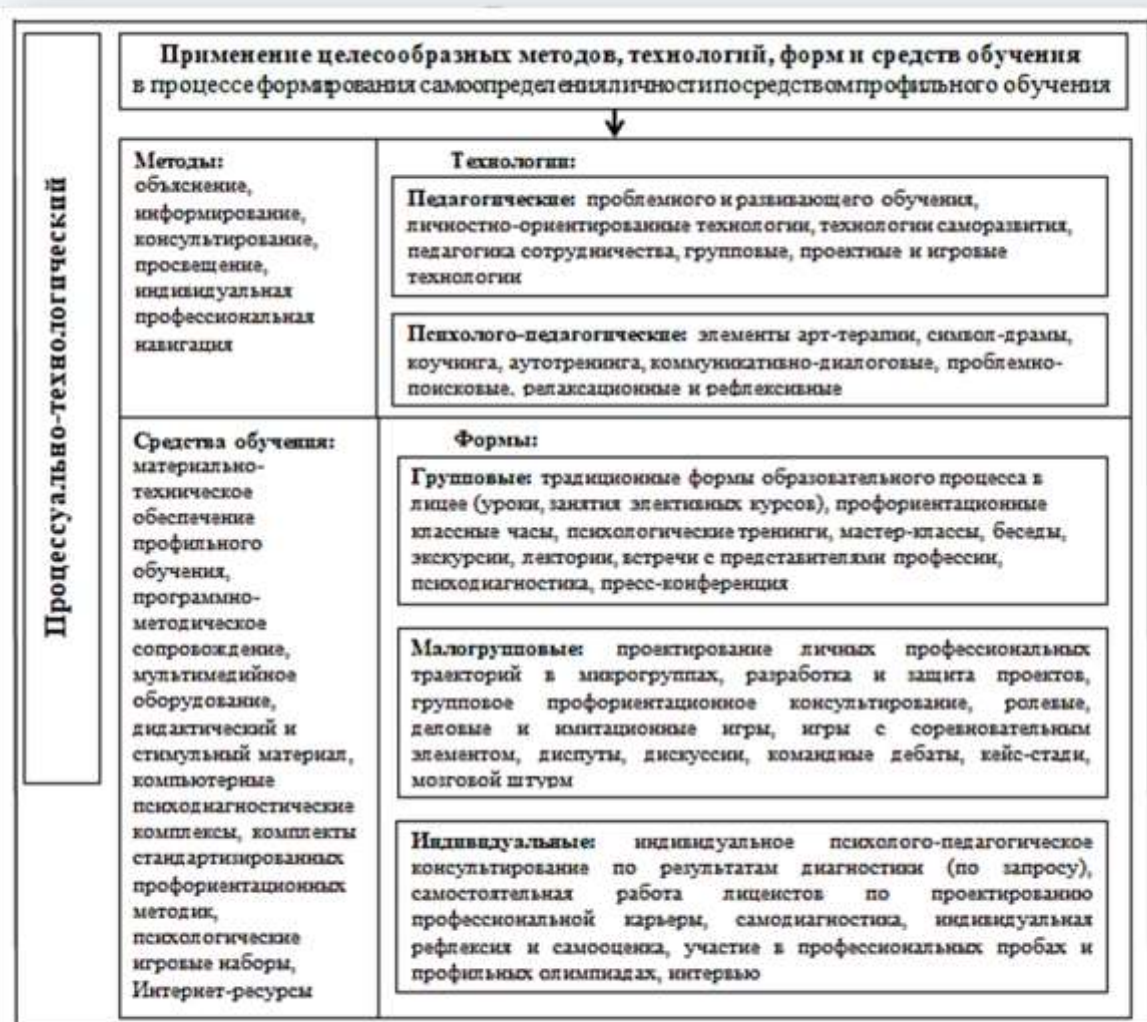 Процессуально-технологический
Применение целесообразных методов, технологий, форм и средств обучения
в процессе формирования самоопределения личности посредством профильного обучения
Методы:
объяснение,
информирование,
консультирование,
просвещение,
индивидуальная
профессиональная
навигация
Технологии:
Педагогические: проблемного и развивающего обучения,
личностно-ориентированные технологии, технологии саморазвития,
педагогика сотрудничества, групповые, проектные и игровые
технологии
Психолого-педагогические: элементы арт-терапии, символ-драмы,
коучинга, аутотренинга, коммуникативно-диалоговые, проблемно-
поисковые, релаксационные и рефлексивные
Средства обучения:
материально-
техническое
обеспечение
профильного
обучения,
программно-
методическое
сопровождение,
мультимедийное
оборудование,
дидактический и
стимульный материал,
компьютерные
психодиагностические
комплексы, комплекты
стандартизированных
профориентационных
методик,
психологические
игровые наборы,
Интернет-ресурсы
Формы:
Групповые: традиционные формы образовательного процесса в
лицее (уроки, занятия элективных курсов), профориентационные
классные часы, психологические тренинги, мастер-классы, беседы,
экскурсии, лектории, встречи с представителями профессии,
психодиагностика, пресс-конференция
Малогрупповые: проектирование личных профессиональных
траекторий в микрогруппах, разработка и защита проектов,
групповое профориентационное консультирование, ролевые,
деловые и имитационные игры, игры с соревновательным
элементом, диспуты, дискуссии, командные дебаты, кейс-стади,
мозговой штурм
Индивидуальные: индивидуальное психолого-педагогическое
консультирование по результатам диагностики (по запросу),
самостоятельная работа лицеистов по проектированию
профессиональной карьеры, самодиагностика, индивидуальная
рефлексия и самооценка, участие в профессиональных пробах и
профильных олимпиадах, интервью